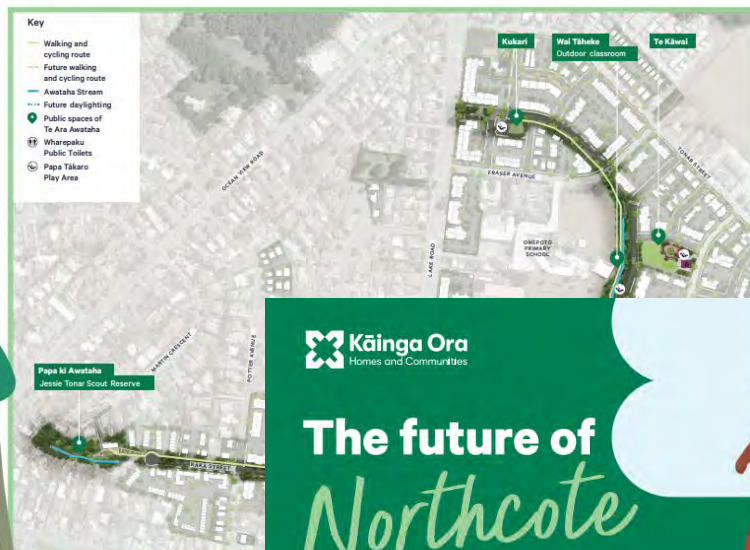 Key
Walking and
cycling route
Future walking
and cycling route
Awataha Stream
Future daylighting
Public spaces of
Te Ara Awataha
Wharepaku
Public Toilets
Papa Tākaro
Play Area
Kukari
Wai Tāheke
Outdoor classroom
Te Kāwai
OCEAN VIEW ROAD
TONAR STREET
FRASER AVENUE
LAKE ROAD
ONEPOTO
PRIMARY
SCHOOL
MARTIN CRESCENT
POTTER AVENUE
Papa ki Awataha
Jessie Tonar Scout Reserve
KAKA STREET
Kāinga Ora
Homes and Communities
The future of
Northcote